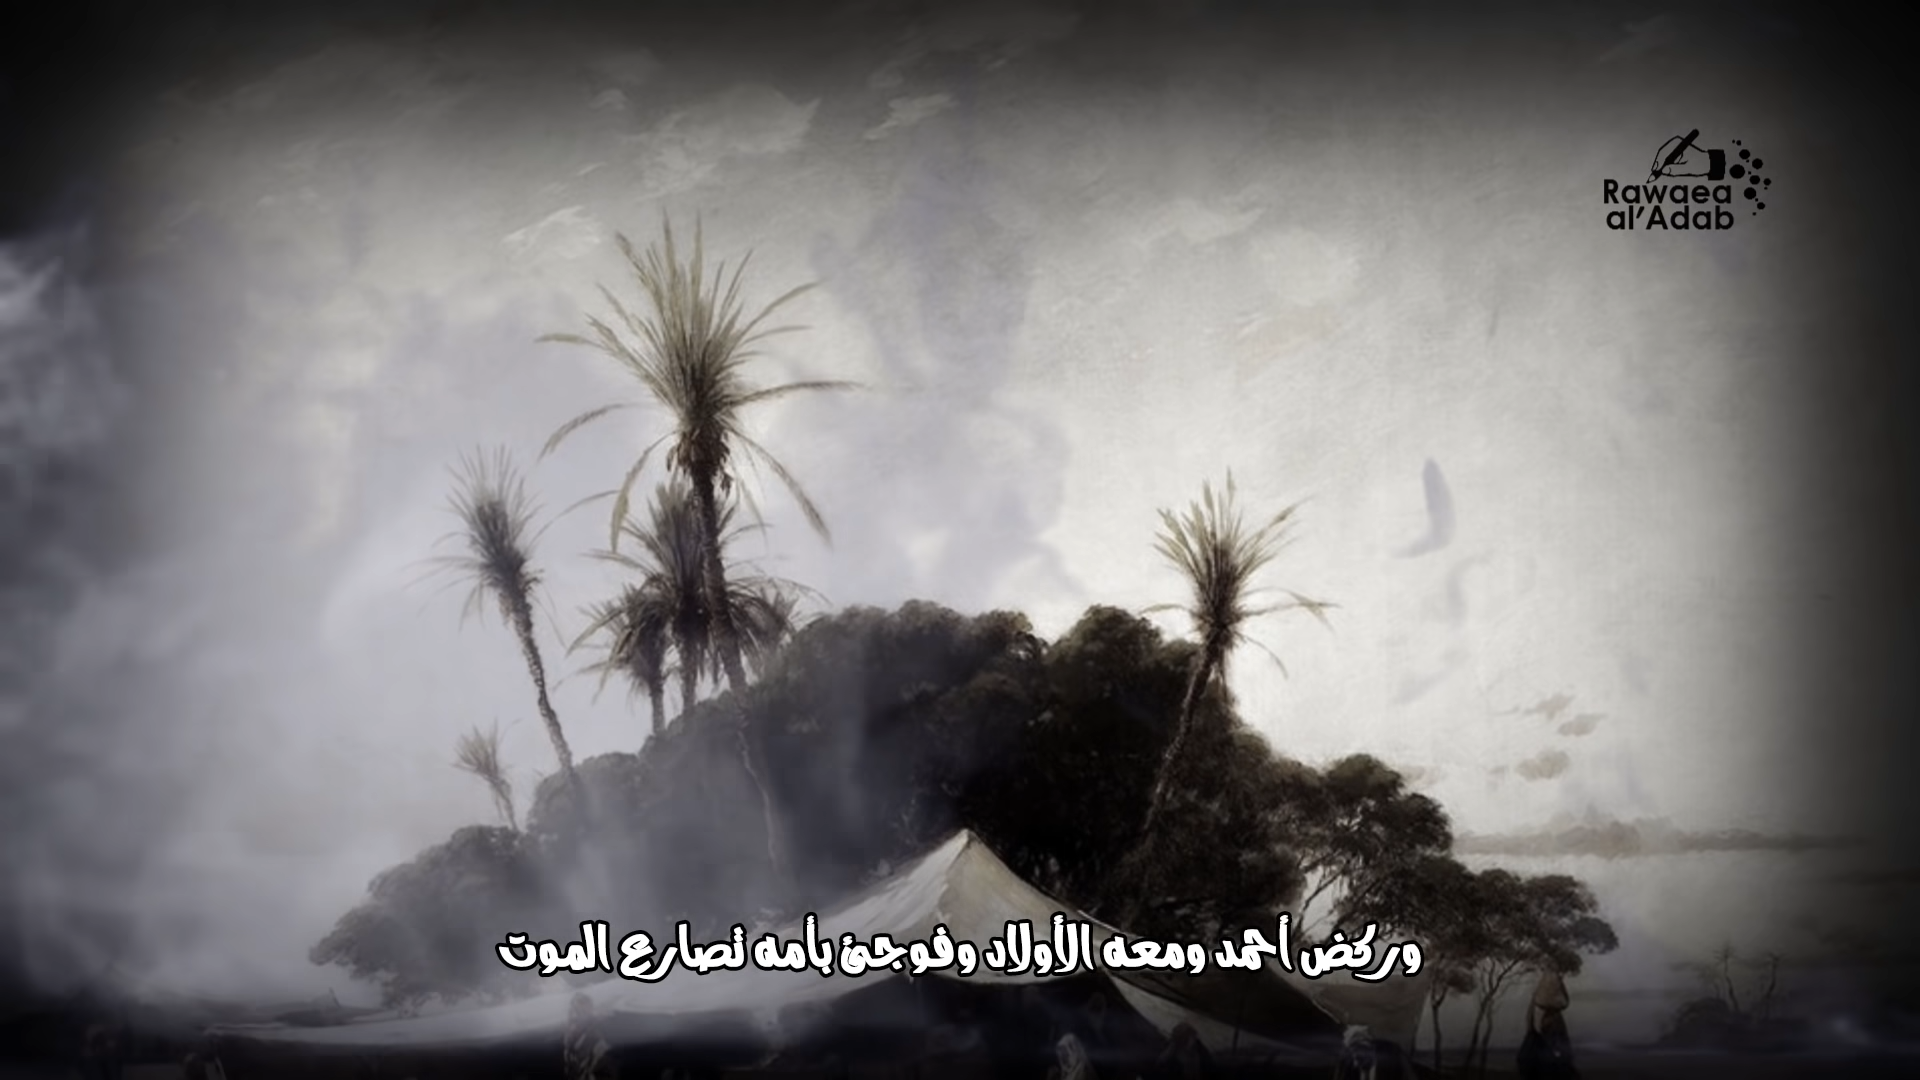 Rawaea
al'Adab
وركض أحمد ومعه الأولاد وفوجئ بأمه تصارع الموت